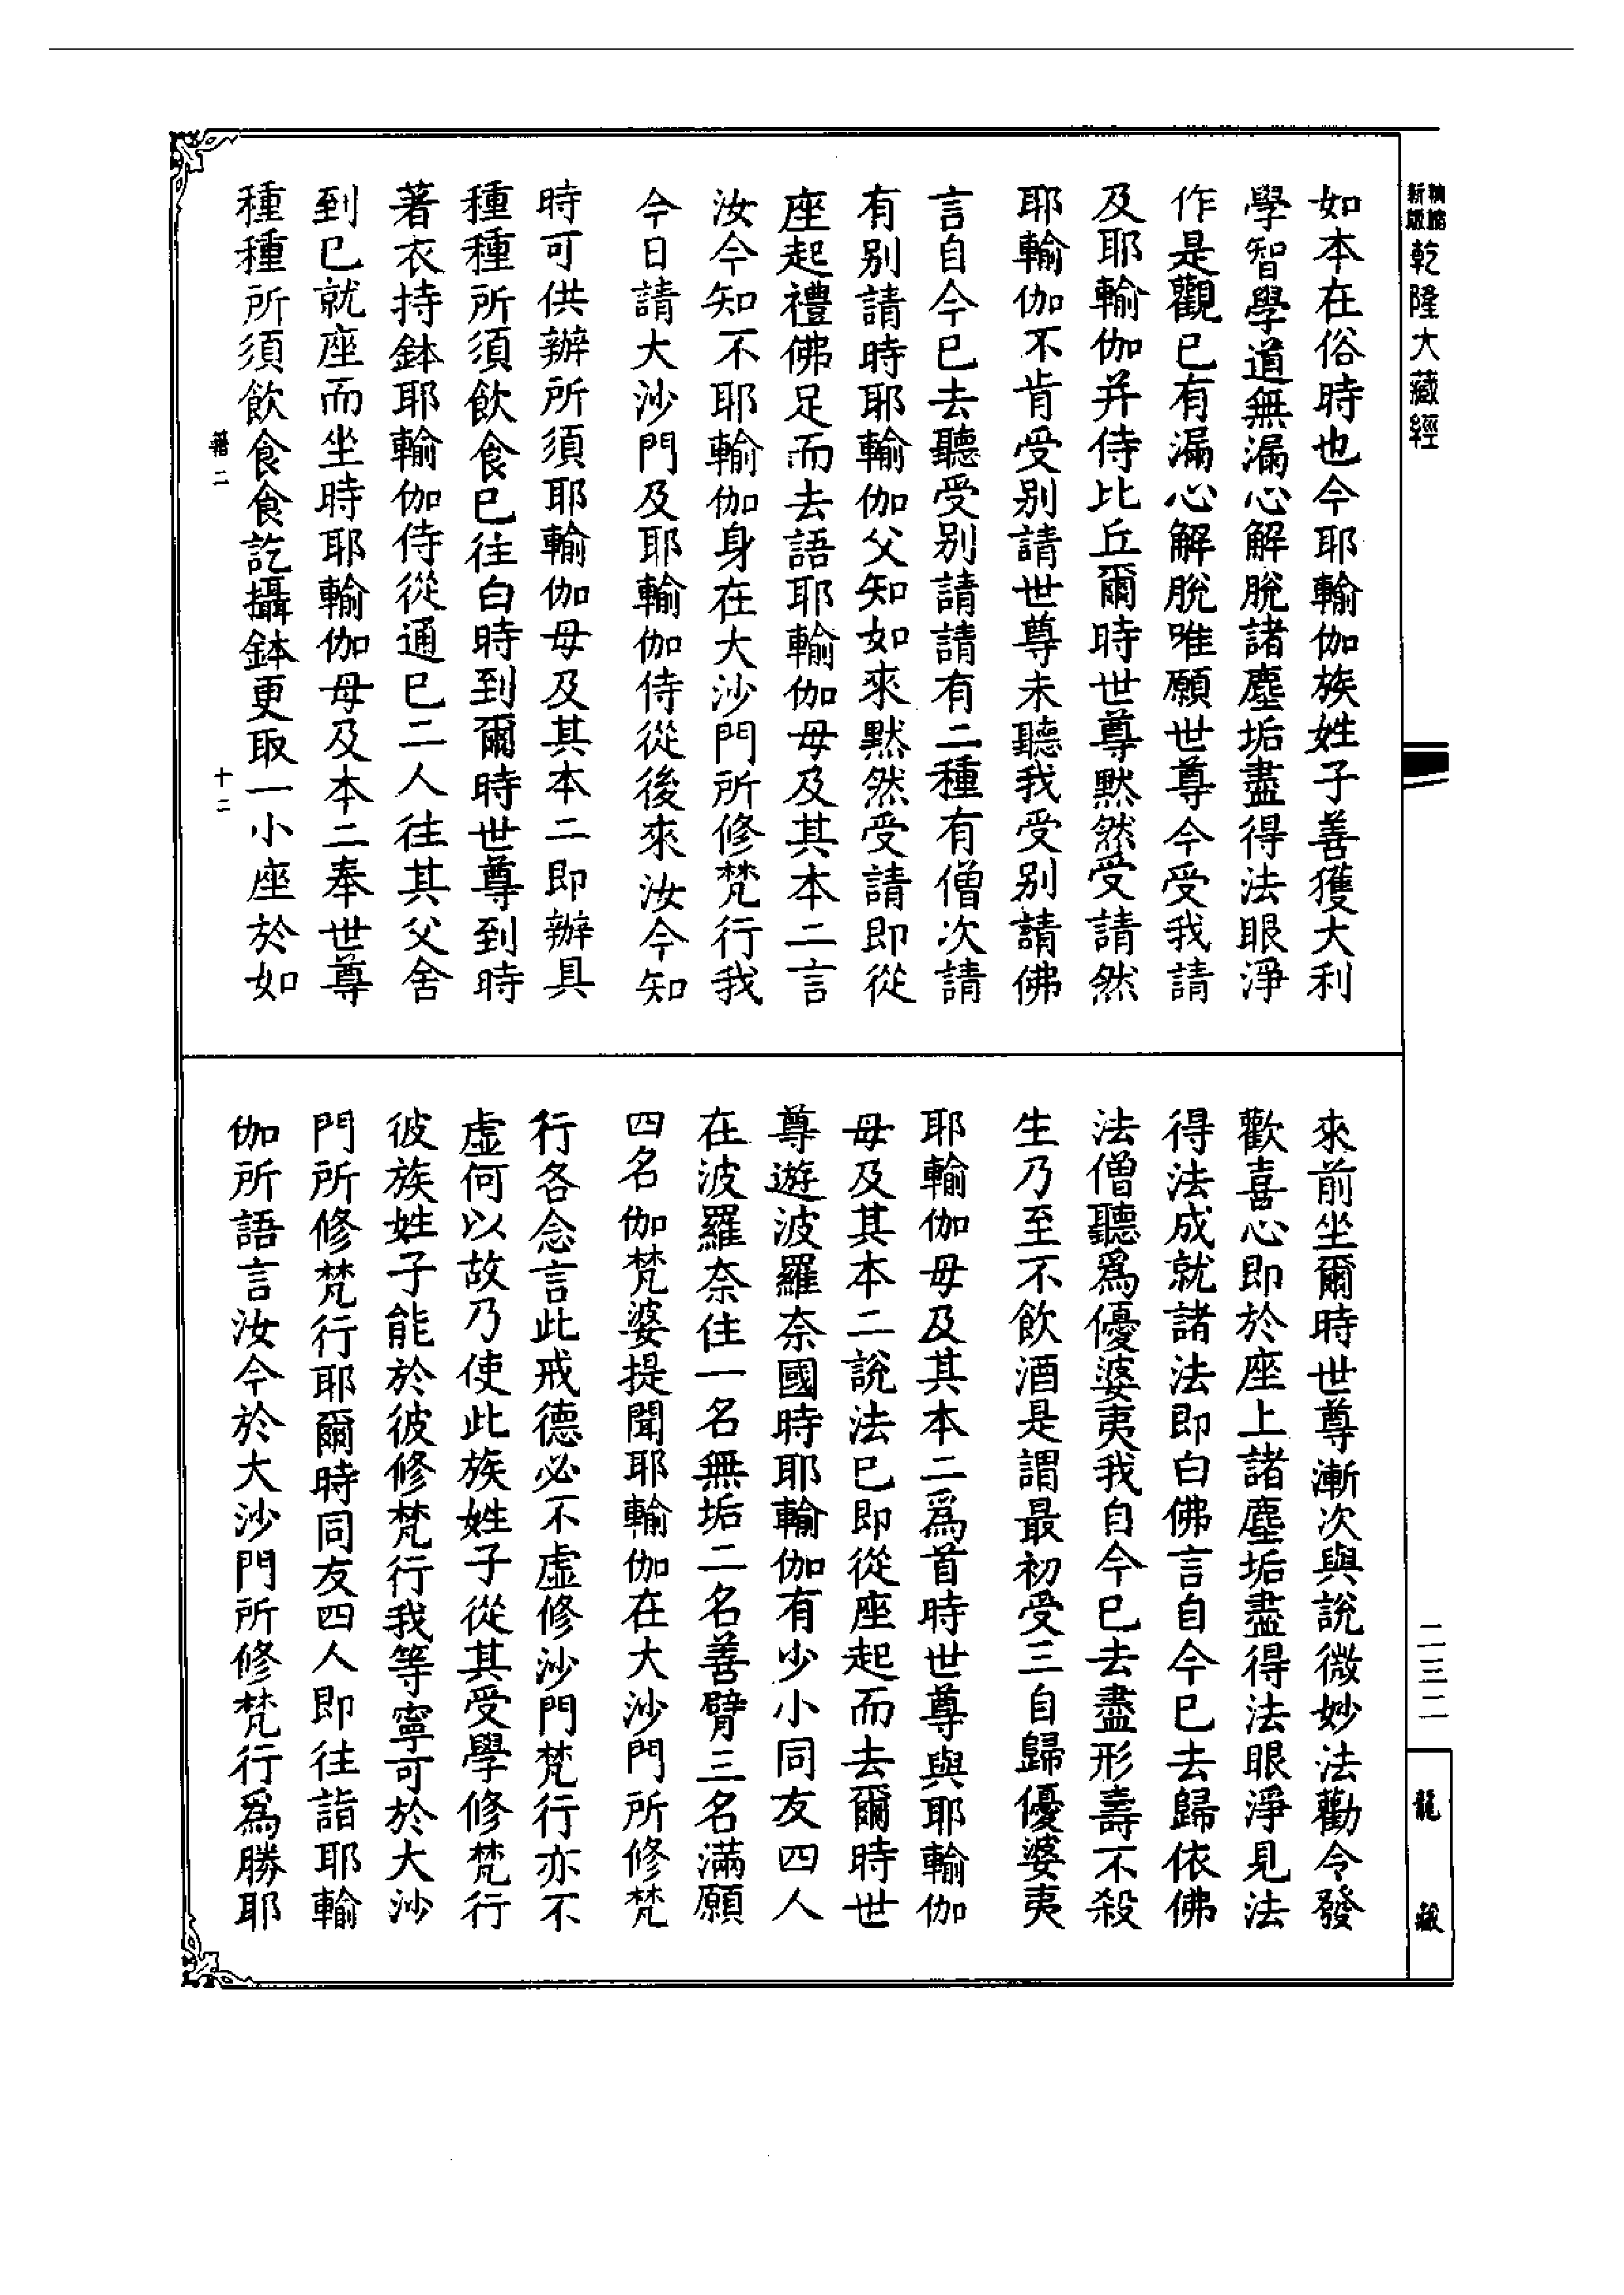 新版
精縮
乾隆大藏經
如本在俗時也今耶輸伽族姓子善獲大利
學智學道無漏心解脫諸塵垢盡得法眼淨
作是觀已有漏心解脫唯願世尊今受我請
及耶輸伽并侍比丘爾時世尊默然受請然
耶輸伽不肯受別請世尊未聽我受別請佛
言自今已去聽受別請請有二種有僧次請
有別請時耶輸伽父知如來默然受請即從
座起禮佛足而去語耶輸伽母及其本二言
汝今知不耶輸伽身在大沙門所修梵行我
今日請大沙門及耶輸伽侍從後來汝今知
時可供辦所須耶輸伽母及其本二即辦具
種種所須飲食已往白時到爾時世尊到時
著衣持鉢耶輸伽侍從通已二人往其父舍
到已就座而坐時耶輸伽母及本二奉世尊
種種所須飲食食訖攝鉢更取一小座於如
籍二
十二
來前坐爾時世尊漸次與說微妙法勸令發
歡喜心即於座上諸塵垢盡得法眼淨見法
得法成就諸法即白佛言自今已去歸依佛
法僧聽為優婆夷我自今已去盡形壽不殺
生乃至不飲酒是謂最初受三自歸優婆夷
耶輸伽母及其本二為首時世尊與耶輸伽
母及其本二說法已即從座起而去爾時世
尊遊波羅奈國時耶輸伽有少小同友四人
在波羅奈住一名無垢二名善臂三名滿願
四名伽梵婆提聞耶輸伽在大沙門所修梵
行各念言此戒德必不虛修沙門梵行亦不
虛何以故乃使此族姓子從其受學修梵行
彼族姓子能於彼修梵行我等寧可於大沙
門所修梵行耶爾時同友四人即往詣耶輸
伽所語言汝今於大沙門所修梵行為勝耶
二三二
龍藏